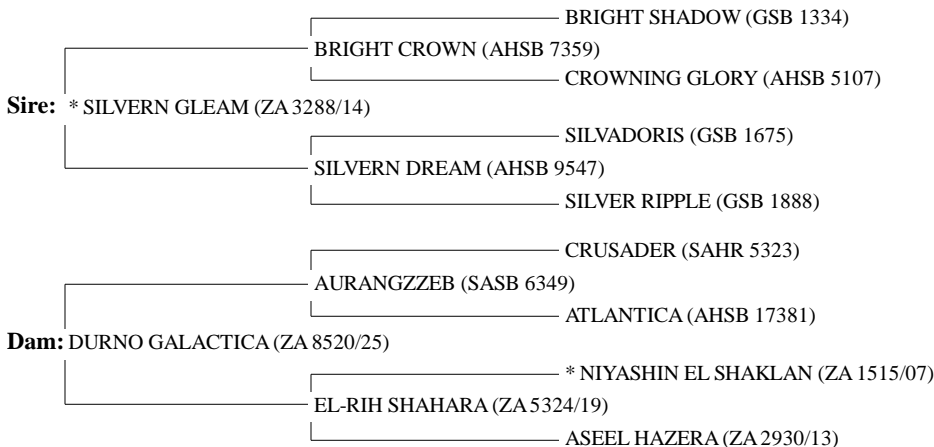 BRIGHT SHADOW (GSB 1334)
BRIGHT CROWN (AHSB 7359)
CROWNING GLORY (AHSB 5107)
Sire: * SILVERN GLEAM (ZA 3288/14)
SILVADORIS (GSB 1675)
SILVERN DREAM (AHSB 9547)
SILVER RIPPLE (GSB 1888)
CRUSADER (SAHR 5323)
AURANGZZEB (SASB 6349)
ATLANTICA (AHSB 17381)
Dam: DURNO GALACTICA (ZA 8520/25)
* NIYASHIN EL SHAKLAN (ZA 1515/07)
EL-RIH SHAHARA (ZA 5324/19)
ASEEL HAZERA (ZA 2930/13)